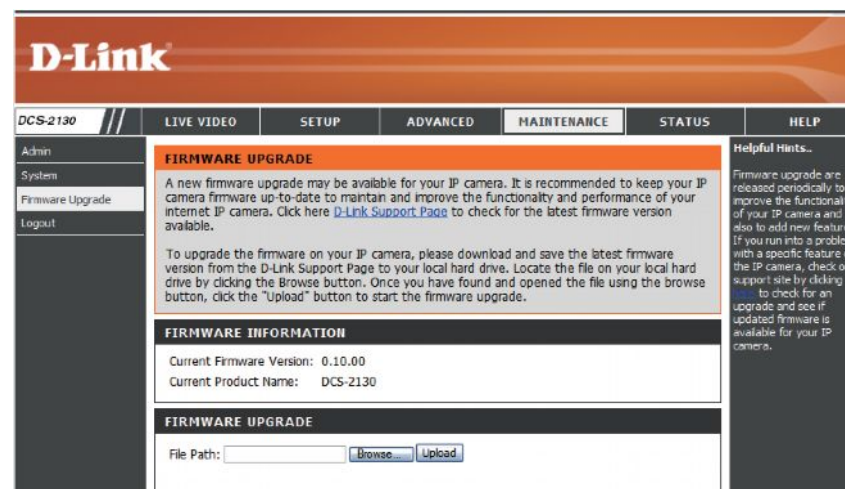 D-Link
DCS-2130
LIVE VIDEO
SETUP
ADVANCED
MAINTENANCE
STATUS
HELP
Admin
System
Firmware Upgrade
Logout
FIRMWARE UPGRADE
A new firmware upgrade may be available for your IP camera. It is recommended to keep your IP
camera firmware up-to-date to maintain and improve the functionality and performance of your
internet IP camera. Click here D-Link Support Page to check for the latest firmware version
available.
To upgrade the firmware on your IP camera, please download and save the latest firmware
version from the D-Link Support Page to your local hard drive. Locate the file on your local hard
drive by clicking the Browse button. Once you have found and opened the file using the browse
button, click the "Upload" button to start the firmware upgrade.
FIRMWARE INFORMATION
Current Firmware Version: 0.10.00
Current Product Name: DCS-2130
FIRMWARE UPGRADE
File Path:
Browse...
Upload
Helpful Hints..
Firmware upgrade are
released periodically to
improve the functionali
of your IP camera and
also to add new feature
If you run into a proble
with a specific feature
the IP camera, check o
support site by clicking
to check for an
upgrade and see if
updated firmware is
available for your IP
camera.